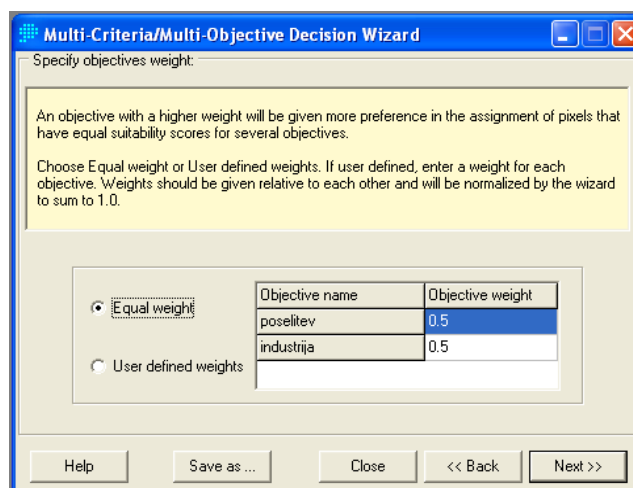 Multi-Criteria/Multi-Objective Decision Wizard
Specify objectives weight:
An objective with a higher weight will be given more preference in the assignment of pixels that
have equal suitability scores for several objectives.
Choose Equal weight or User defined weights. If user defined, enter a weight for each
objective. Weights should be given relative to each other and will be normalized by the wizard
to sum to 1.0.
Equal weight
User defined weights
Objective name Objective weight
poselitev 0.5
industrija 0.5
Help Save as ... Close << Back Next >>